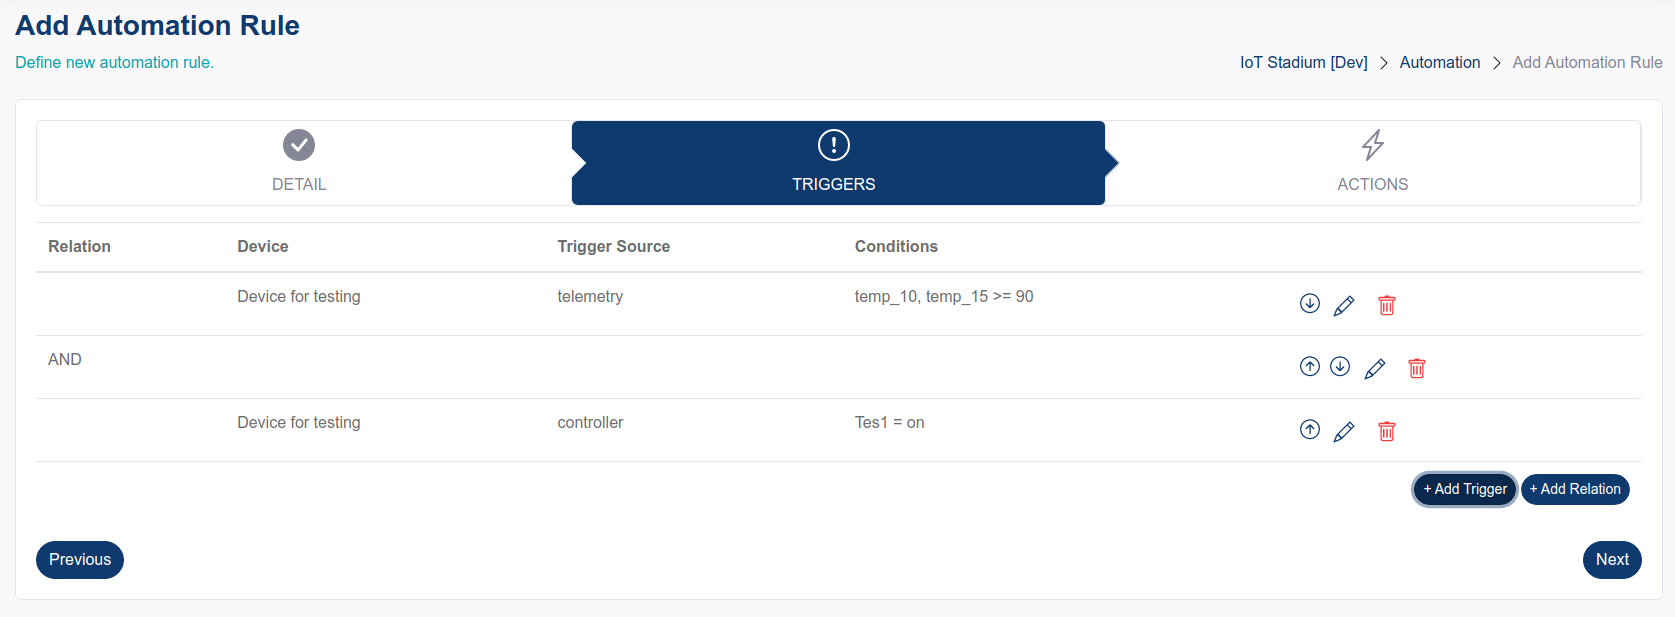 Add Automation Rule
Define new automation rule.
IoT Stadium [Dev] > Automation > Add Automation Rule
DETAIL
TRIGGERS
ACTIONS
Relation Device Trigger Source Conditions
Device for testing telemetry temp_10, temp_15 >= 90
AND
Device for testing controller Tes1 = on
+ Add Trigger + Add Relation
Previous Next